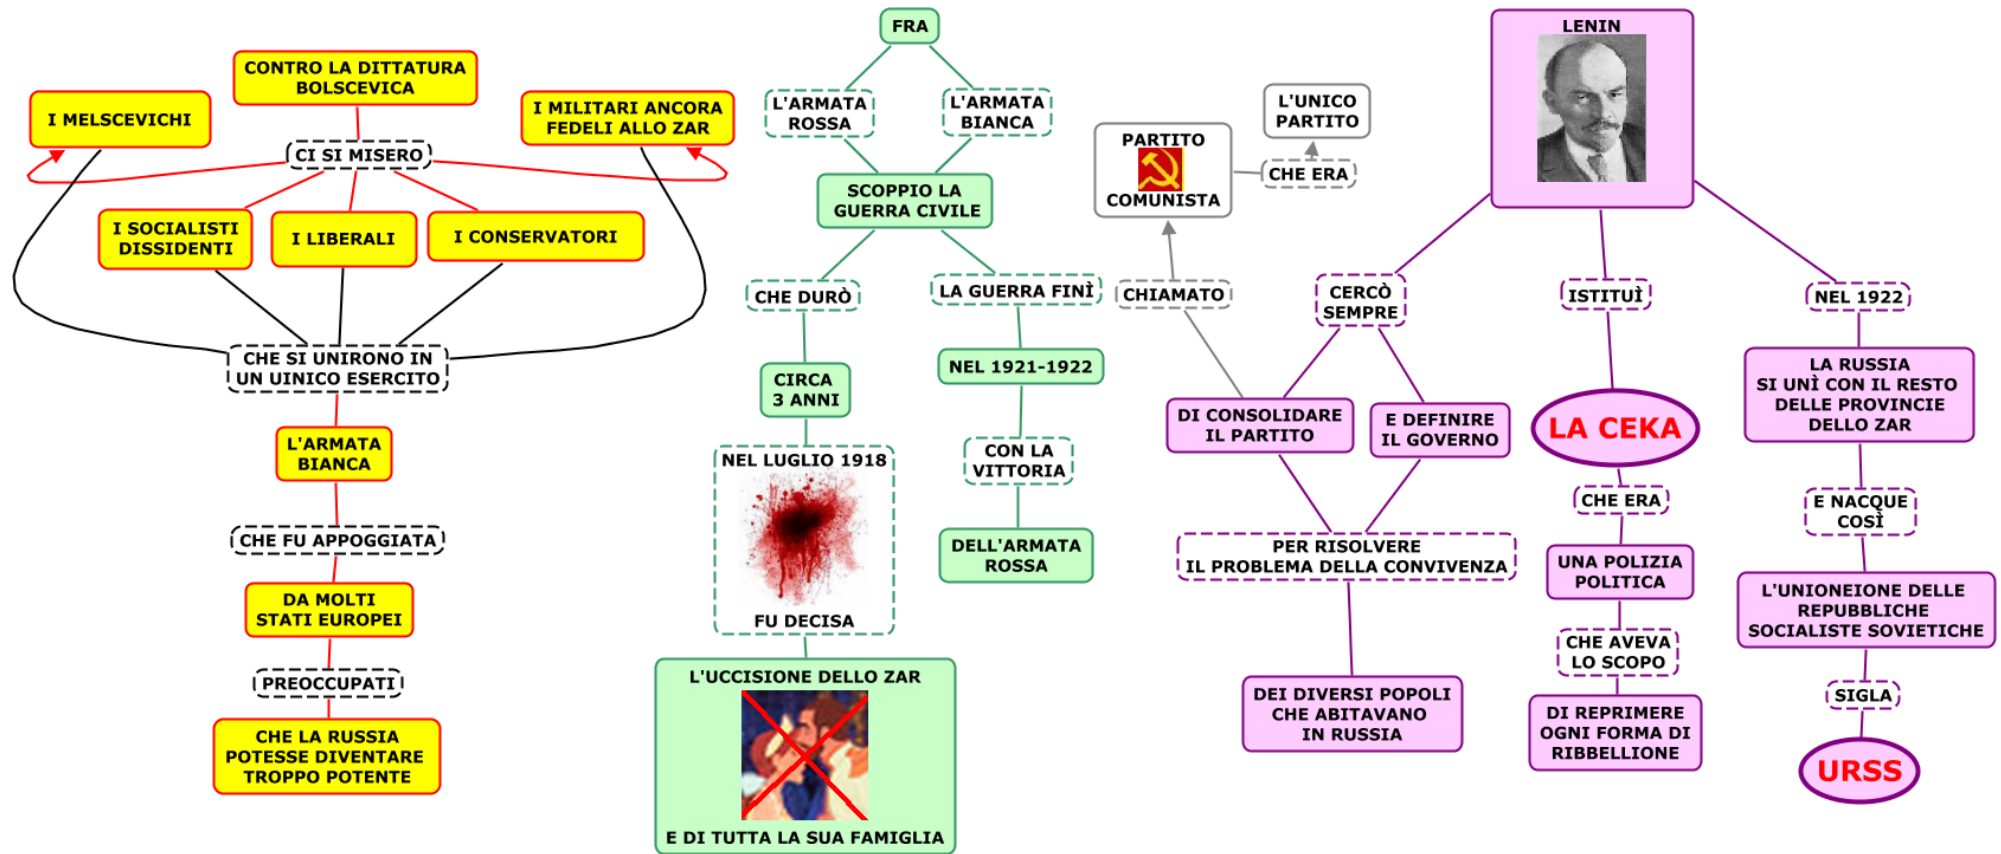 CONTRO LA DITTATURA
BOLSCEVICA
I MELSCEVICHI
I MILITARI ANCORA
FEDELI ALLO ZAR
CI SI MISERO
I SOCIALISTI
DISSIDENTI
I LIBERALI
I CONSERVATORI
CHE SI UNIRONO IN
UN UINICO ESERCITO
L'ARMATA
BIANCA
CHE FU APPOGGIATA
DA MOLTI
STATI EUROPEI
PREOCCUPATI
CHE LA RUSSIA
POTESSE DIVENTARE
TROPPO POTENTE
FRA
L'ARMATA
ROSSA
L'ARMATA
BIANCA
SCOPPIO LA
GUERRA CIVILE
CHE DURÒ
CIRCA
3 ANNI
NEL LUGLIO 1918
FU DECISA
L'UCCISIONE DELLO ZAR
E DI TUTTA LA SUA FAMIGLIA
LA GUERRA FINÌ
NEL 1921-1922
CON LA
VITTORIA
DELL'ARMATA
ROSSA
LENIN
L'UNICO
PARTITO
CHE ERA
PARTITO
COMUNISTA
CHIAMATO
CERCÒ
SEMPRE
DI CONSOLIDARE
IL PARTITO
E DEFINIRE
IL GOVERNO
PER RISOLVERE
IL PROBLEMA DELLA CONVIVENZA
DEI DIVERSI POPOLI
CHE ABITAVANO
IN RUSSIA
ISTITUÌ
LA CEKA
CHE ERA
UNA POLIZIA
POLITICA
CHE AVEVA
LO SCOPO
DI REPRIMERE
OGNI FORMA DI
RIBBELLIONE
NEL 1922
LA RUSSIA
SI UNÌ CON IL RESTO
DELLE PROVINCIE
DELLO ZAR
E NACQUE
COSÌ
L'UNIONEIONE DELLE
REPUBBLICHE
SOCIALISTE SOVIETICHE
SIGLA
URSS